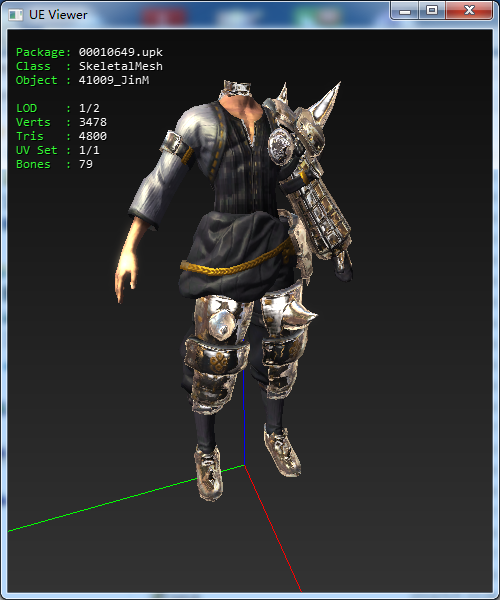 UE Viewer
Package: 00010649.upk
Class : SkeletalMesh
Object : 41009_JinM
LOD : 1/2
Verts : 3478
Tris : 4800
UV Set : 1/1
Bones : 79